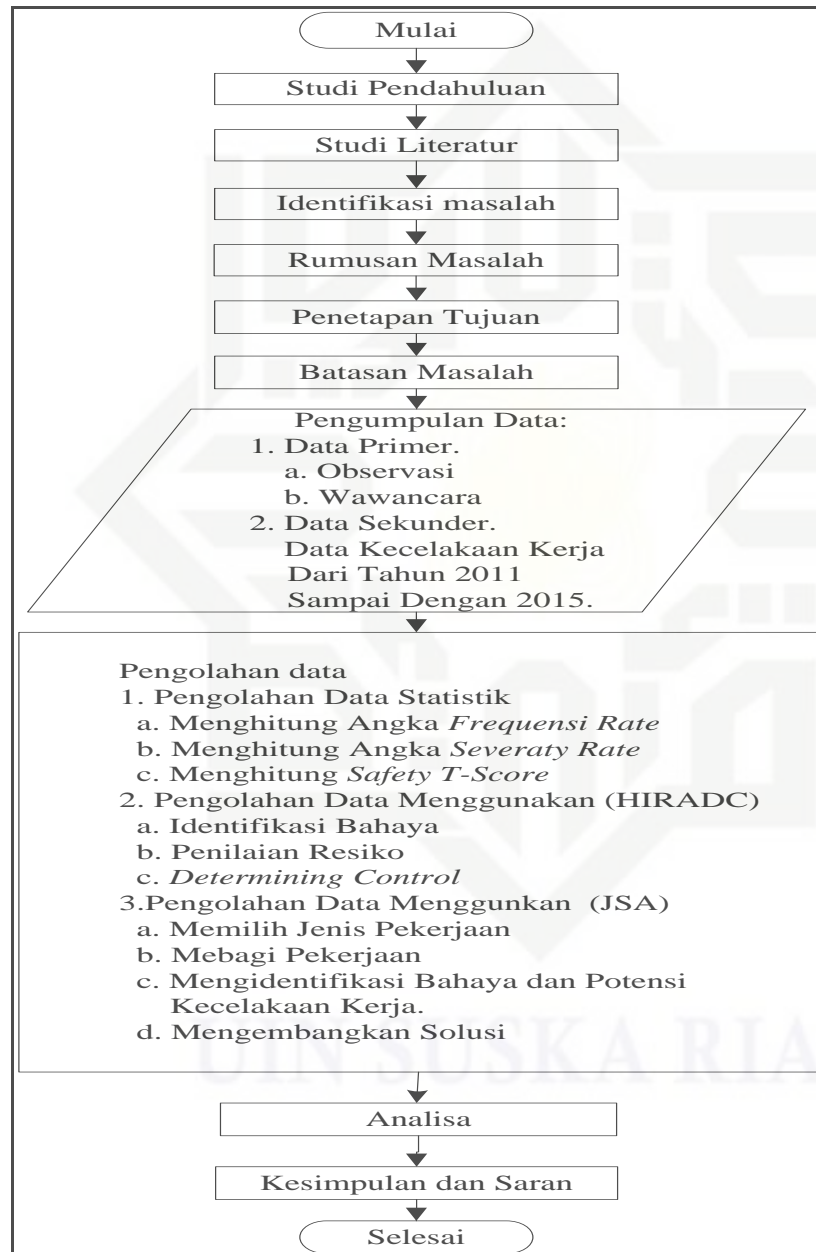 Mulai
Studi Pendahuluan
Studi Literatur
Identifikasi masalah
Rumusan Masalah
Penetapan Tujuan
Batasan Masalah
Pengumpulan Data:
1. Data Primer.
a. Observasi
b. Wawancara
2. Data Sekunder.
Data Kecelakaan Kerja
Dari Tahun 2011
Sampai Dengan 2015.
Pengolahan data
1. Pengolahan Data Statistik
a. Menghitung Angka Frequensi Rate
b. Menghitung Angka Severaty Rate
c. Menghitung Safety T-Score
2. Pengolahan Data Menggunakan (HIRADC)
a. Identifikasi Bahaya
b. Penilaian Resiko
c. Determining Control
3.Pengolahan Data Menggunkan (JSA)
a. Memilih Jenis Pekerjaan
b. Mebagi Pekerjaan
c. Mengidentifikasi Bahaya dan Potensi
Kecelakaan Kerja.
d. Mengembangkan Solusi
UIN SUSKA RIA
Analisa
Kesimpulan dan Saran
Selesai